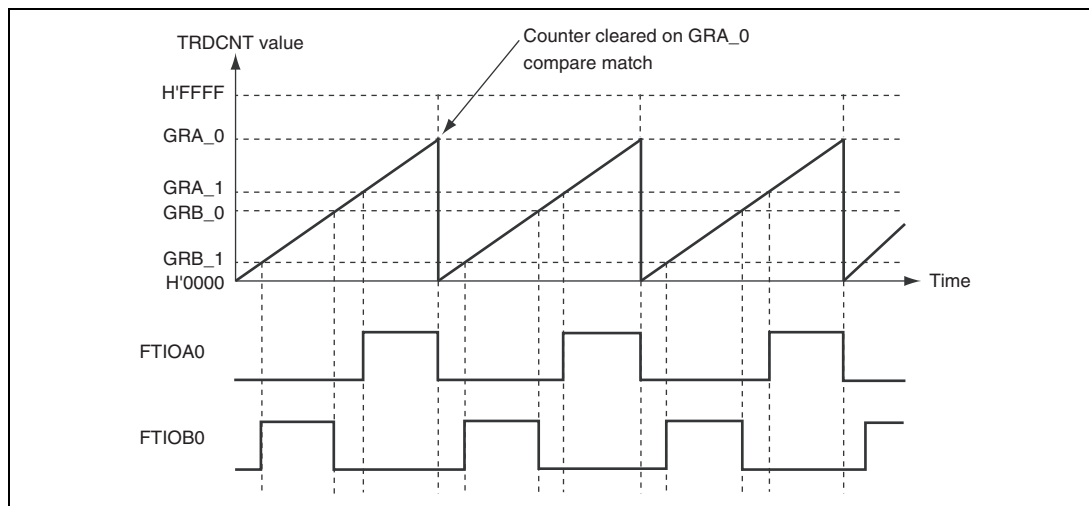 Counter cleared on GRA_0
compare match
TRDCNT value
H'FFFF
GRA_0
GRA_1
GRB_0
GRB_1
H'0000
Time
FTIOA0
FTIOB0